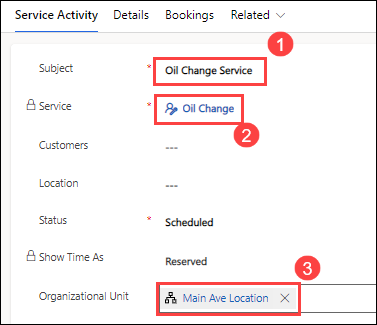 Service Activity Details Bookings Related
1
Subject * Oil Change Service
Service * Oil Change
2
Customers ---
Location ---
Status * Scheduled
Show Time As Reserved
3
Organizational Unit Main Ave Location ×